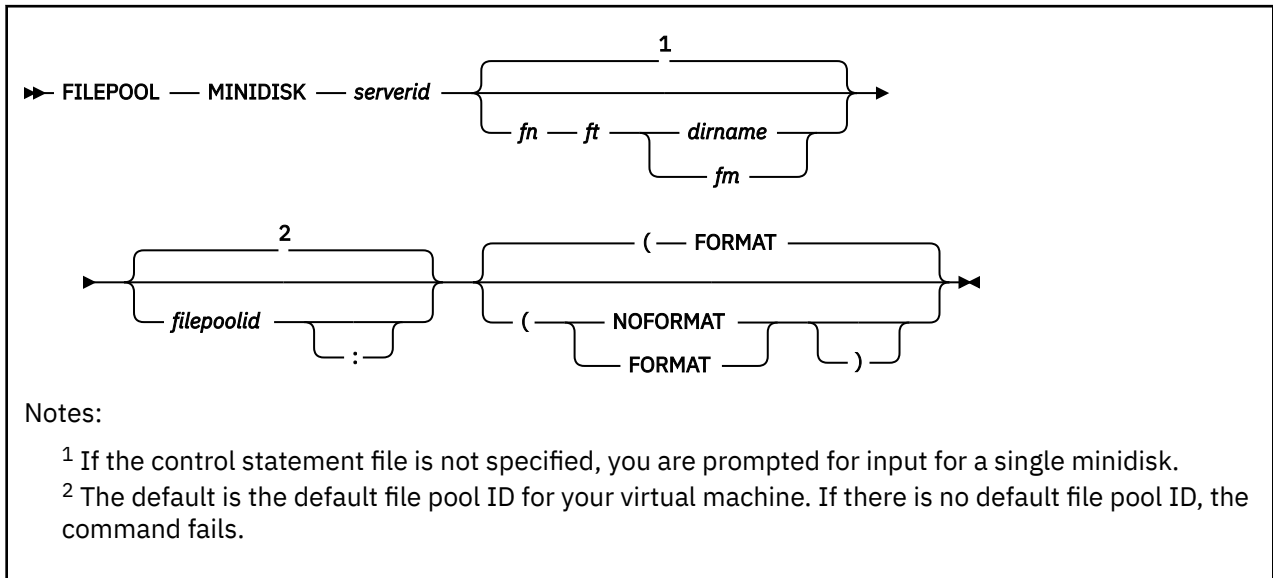 1
FILEPOOL MINIDISK serverid
fn ft dirname
fm
2
( FORMAT
filepoolid ( NOFORMAT
: FORMAT )
Notes:
1 If the control statement file is not specified, you are prompted for input for a single minidisk.
2 The default is the default file pool ID for your virtual machine. If there is no default file pool ID, the
command fails.